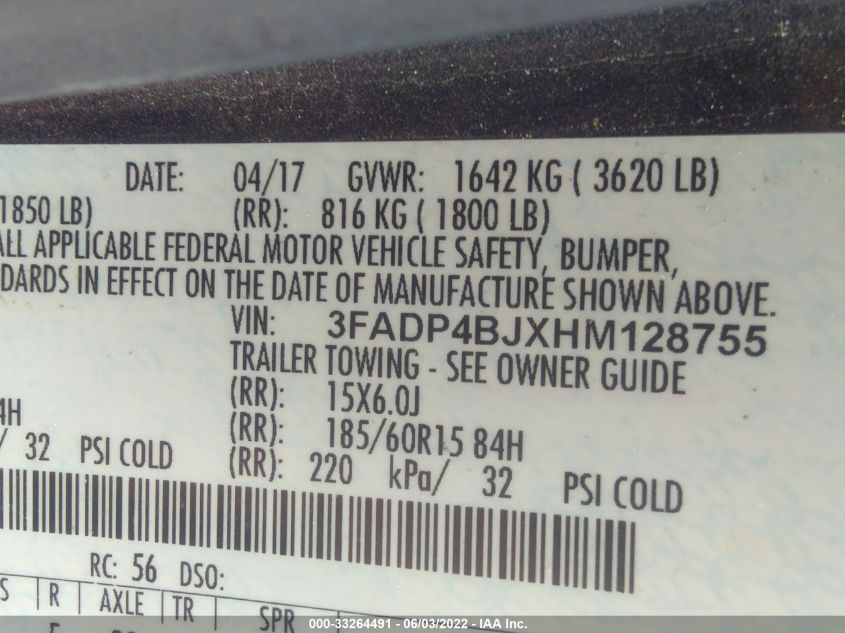 DATE: 04/17 GVWR: 1642 KG ( 3620 LB)
1850 LB) (RR): 816 KG ( 1800 LB)
ALL APPLICABLE FEDERAL MOTOR VEHICLE SAFETY, BUMPER,
DARDS IN EFFECT ON THE DATE OF MANUFACTURE SHOWN ABOVE.
VIN: 3FADP4BJXHM128755
TRAILER TOWING - SEE OWNER GUIDE
(RR): 15X6.0J
4H (RR): 185/60R15 84H
/ 32 PSI COLD (RR): 220 kPa/ 32 PSI COLD
RC: 56 DSO:
S R AXLE TR SPR
000-33264491 - 06/03/2022 - IAA Inc.